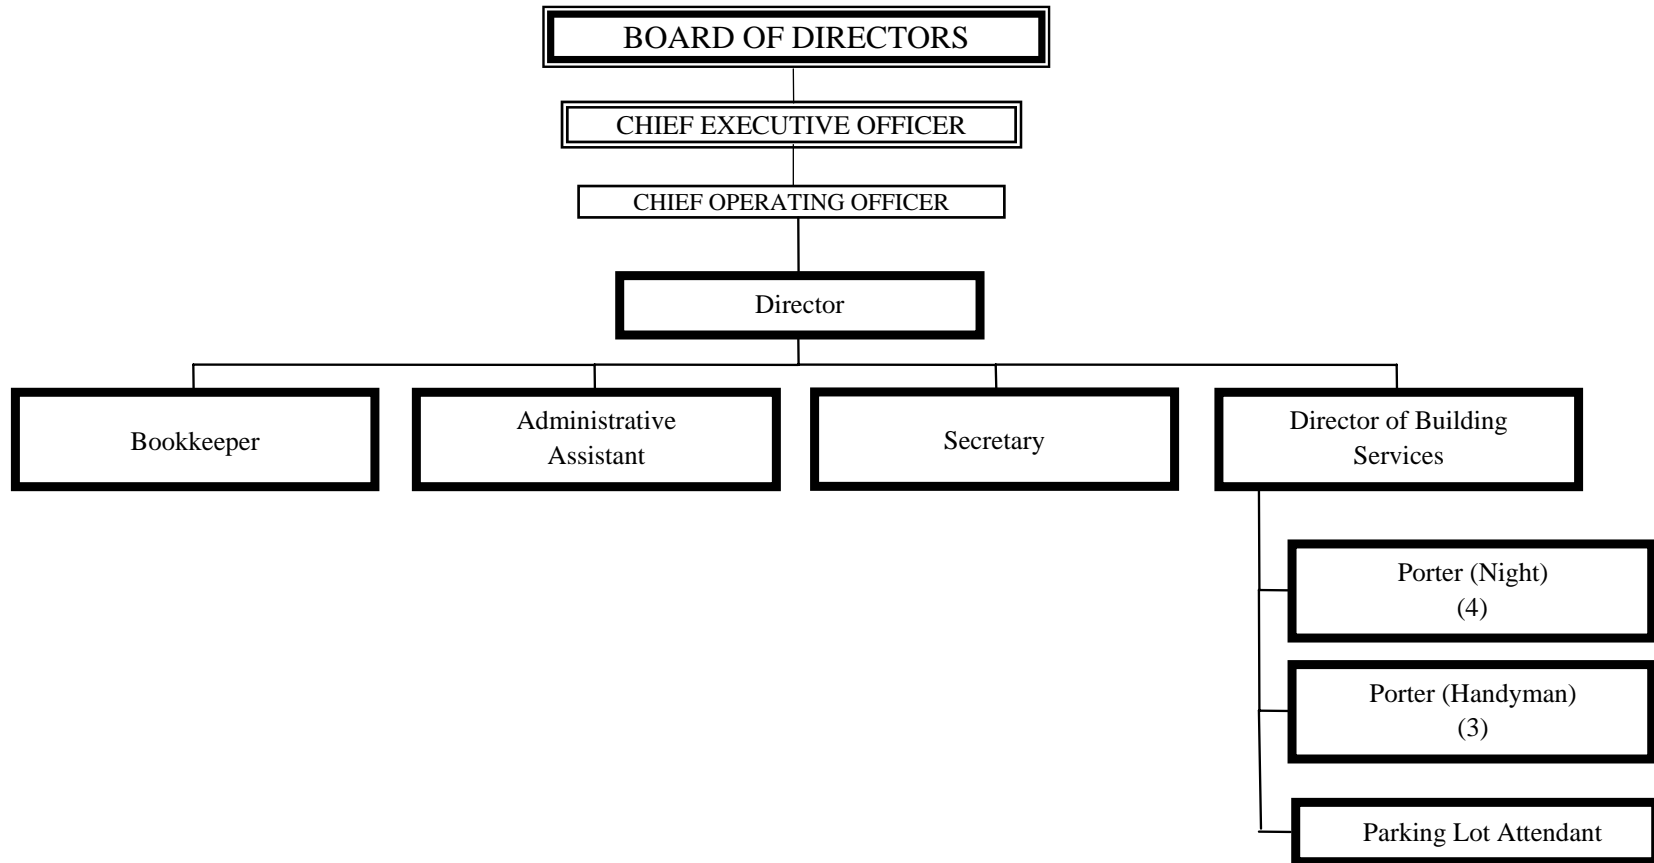 BOARD OF DIRECTORS
CHIEF EXECUTIVE OFFICER
CHIEF OPERATING OFFICER
Director
Bookkeeper
Administrative
Assistant
Secretary
Director of Building
Services
Porter (Night)
(4)
Porter (Handyman)
(3)
Parking Lot Attendant